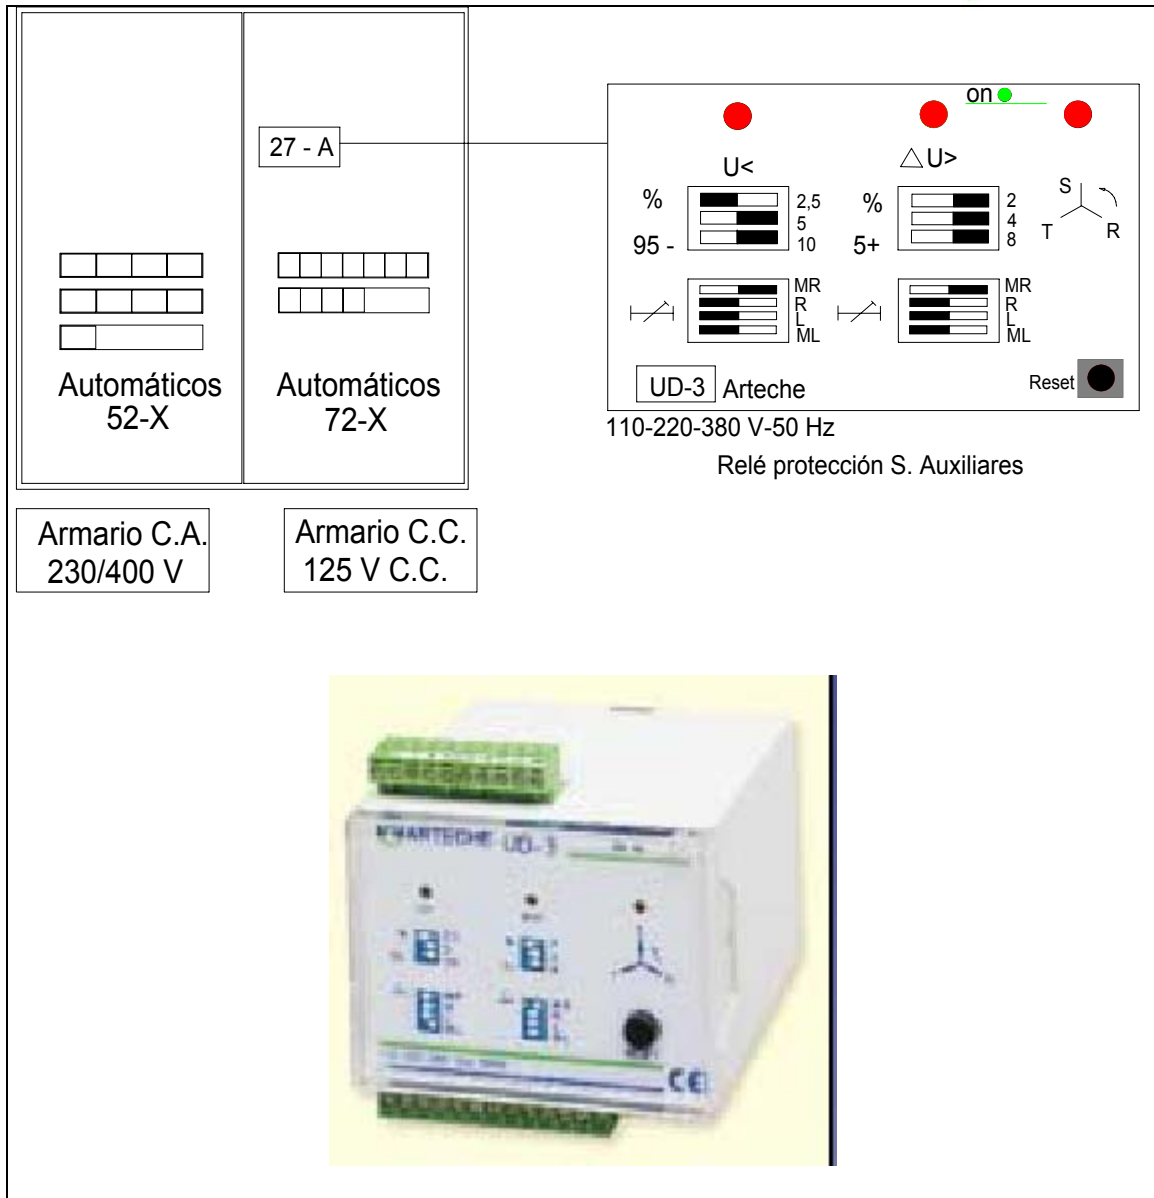 27 - A
Automáticos
52-X
Automáticos
72-X
Armario C.A.
230/400 V
Armario C.C.
125 V C.C.
on
U<
△U>
%
2,5
5
10
95 -
%
2
4
8
5+
S
T
R
MR
R
L
ML
MR
R
L
ML
UD-3 Arteche
Reset
110-220-380 V-50 Hz
Relé protección S. Auxiliares
ARTECHE UD-3
CE